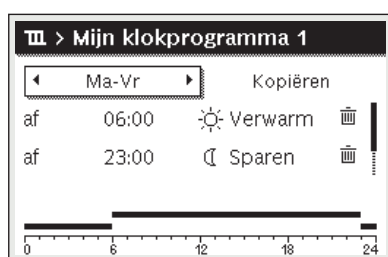 > Mijn klokprogramma 1
Ma-Vr Kopiëren
af 06:00 Verwarm
af 23:00 Sparen
0 6 12 18 24